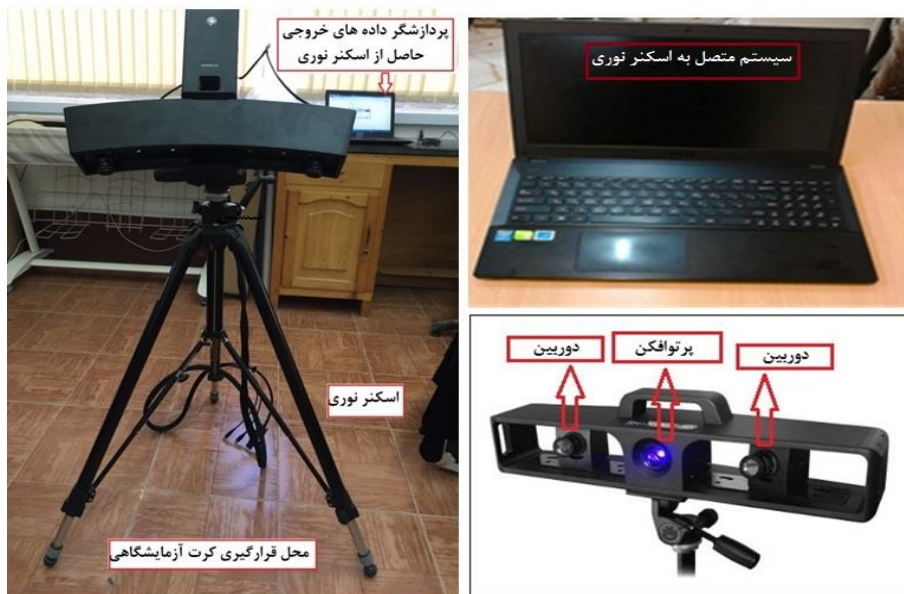 پردازشگر داده های خروجی
حاصل از اسکنر نوری
اسکنر نوری
محل قرارگیری کرت آزمایشگاهی
سیستم متصل به اسکنر نوری
دوربین
پرتوافکن
دوربین